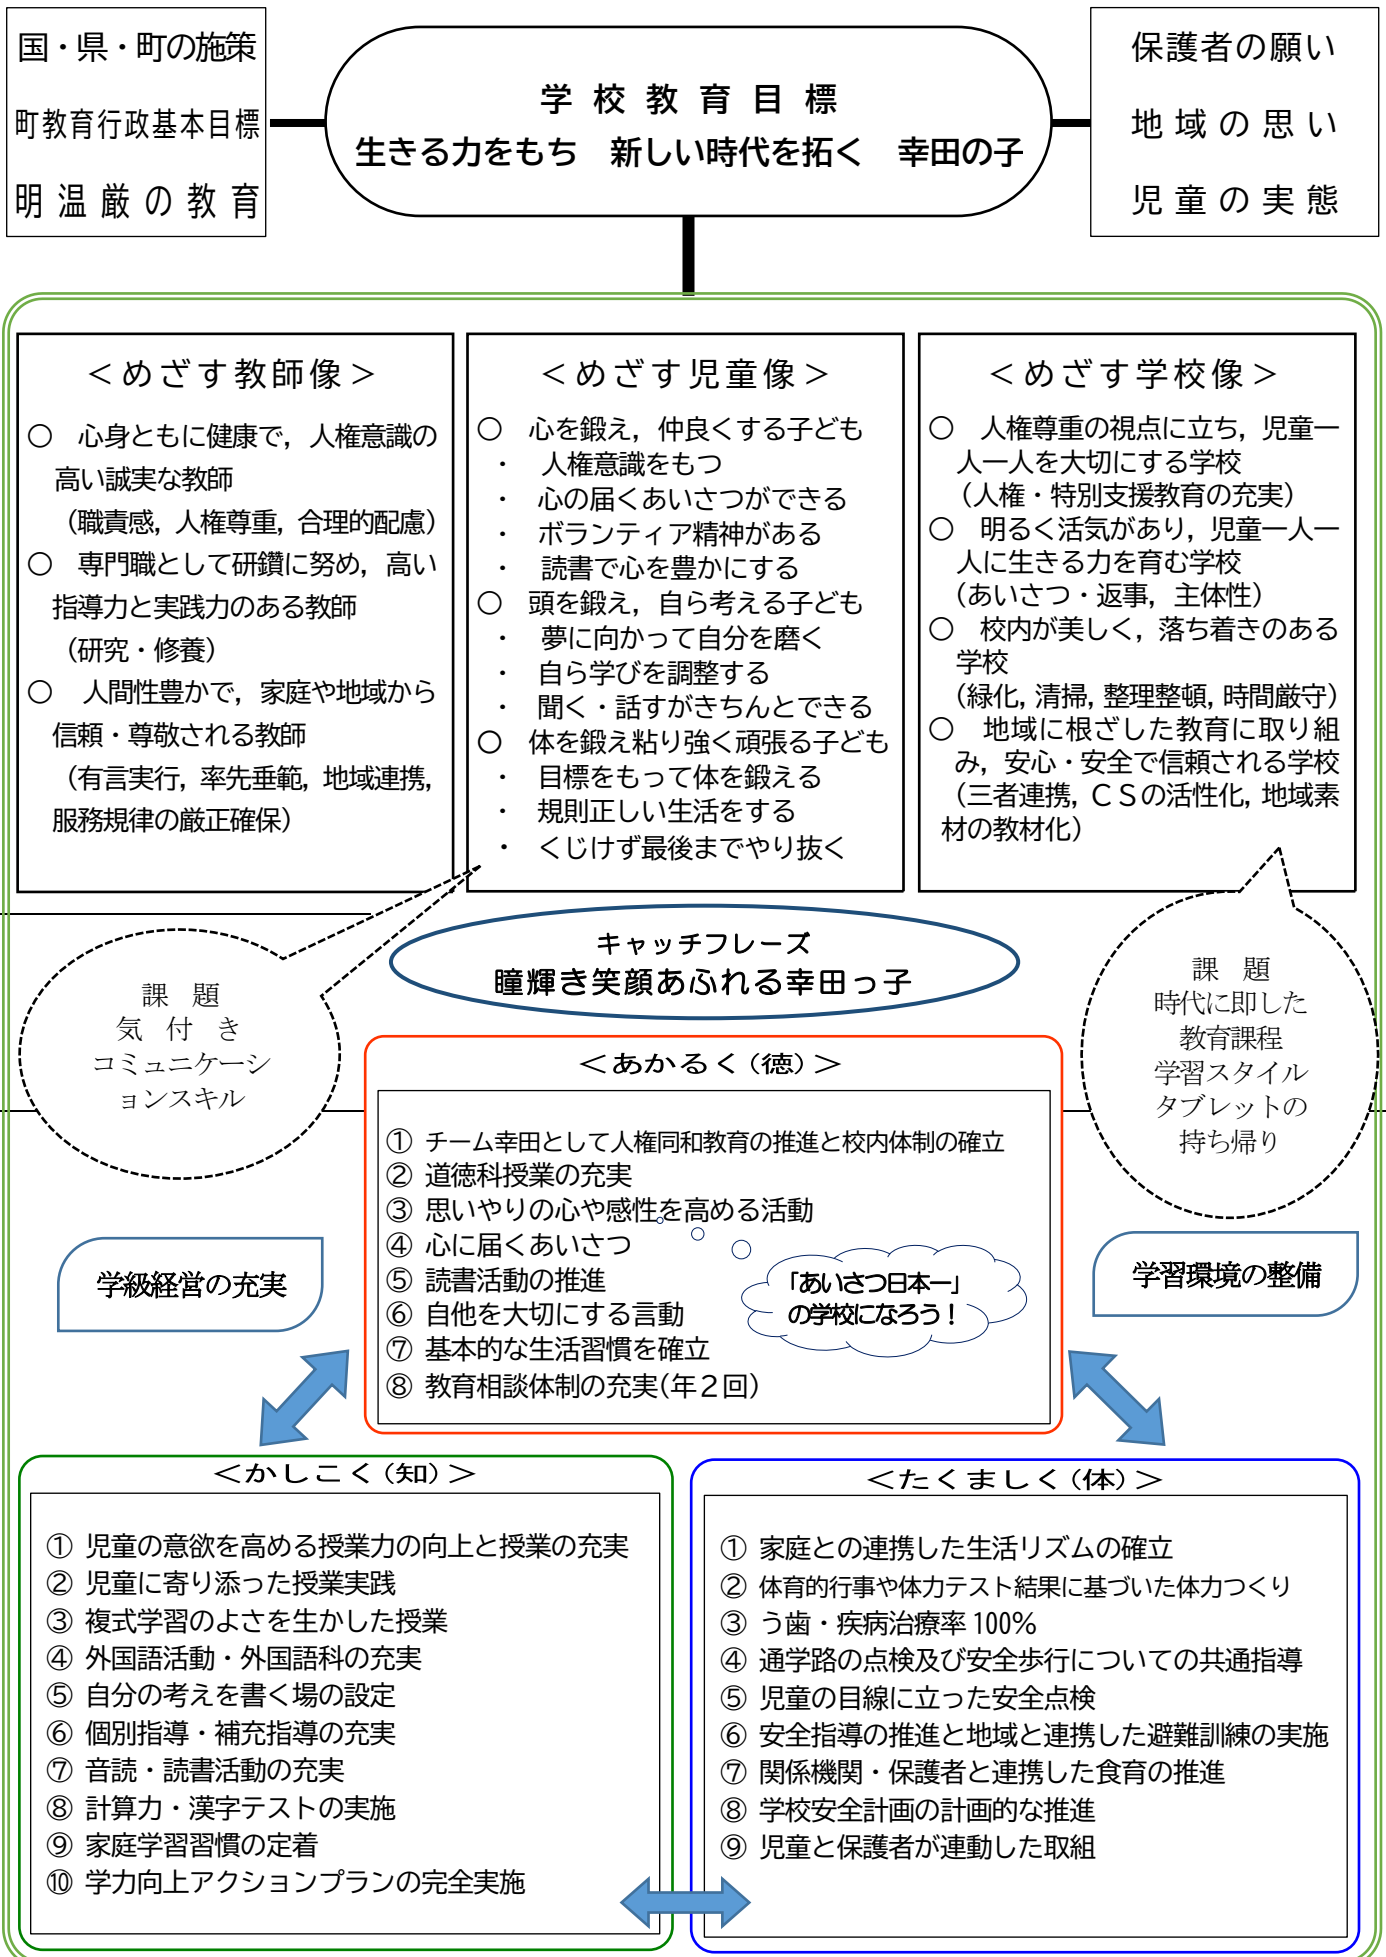 国・県・町の施策
町教育行政基本目標
明温厳の教育
学校教育目標
生きる力をもち　新しい時代を拓く　幸田の子
保護者の願い
地域の思い
児童の実態
＜めざす教師像＞
○　心身ともに健康で，人権意識の
高い誠実な教師
（職責感，人権尊重，合理的配慮）
○　専門職として研鑽に努め，高い
指導力と実践力のある教師
（研究・修養）
○　人間性豊かで，家庭や地域から
信頼・尊敬される教師
（有言実行，率先垂範，地域連携，
服務規律の厳正確保）
＜めざす児童像＞
○　心を鍛え，仲良くする子ども
・　人権意識をもつ
・　心の届くあいさつができる
・　ボランティア精神がある
・　読書で心を豊かにする
○　頭を鍛え，自ら考える子ども
・　夢に向かって自分を磨く
・　自ら学びを調整する
・　聞く・話すがきちんとできる
○　体を鍛え粘り強く頑張る子ども
・　目標をもって体を鍛える
・　規則正しい生活をする
・　くじけず最後までやり抜く
＜めざす学校像＞
○　人権尊重の視点に立ち，児童一
人一人を大切にする学校
（人権・特別支援教育の充実）
○　明るく活気があり，児童一人一
人に生きる力を育む学校
（あいさつ・返事，主体性）
○　校内が美しく，落ち着きのある
学校
（緑化，清掃，整理整頓，時間厳守）
○　地域に根ざした教育に取り組
み，安心・安全で信頼される学校
（三者連携，ＣＳの活性化，地域素
材の教材化）
課　題
気　付　き
コミュニケーシ
ョンスキル
キャッチフレーズ
瞳輝き笑顔あふれる幸田っ子
課　題
時代に即した
教育課程
学習スタイル
タブレットの
持ち帰り
＜あかるく（徳）＞
① チーム幸田として人権同和教育の推進と校内体制の確立
② 道徳科授業の充実
③ 思いやりの心や感性を高める活動
④ 心に届くあいさつ
⑤ 読書活動の推進
⑥ 自他を大切にする言動
⑦ 基本的な生活習慣を確立
⑧ 教育相談体制の充実（年２回）
「あいさつ日本一」
の学校になろう！
学級経営の充実
学習環境の整備
＜かしこく（知）＞
① 児童の意欲を高める授業力の向上と授業の充実
② 児童に寄り添った授業実践
③ 複式学習のよさを生かした授業
④ 外国語活動・外国語科の充実
⑤ 自分の考えを書く場の設定
⑥ 個別指導・補充指導の充実
⑦ 音読・読書活動の充実
⑧ 計算力・漢字テストの実施
⑨ 家庭学習習慣の定着
⑩ 学力向上アクションプランの完全実施
＜たくましく（体）＞
① 家庭との連携した生活リズムの確立
② 体育的行事や体力テスト結果に基づいた体力つくり
③ う歯・疾病治療率 100％
④ 通学路の点検及び安全歩行についての共通指導
⑤ 児童の目線に立った安全点検
⑥ 安全指導の推進と地域と連携した避難訓練の実施
⑦ 関係機関・保護者と連携した食育の推進
⑧ 学校安全計画の計画的な推進
⑨ 児童と保護者が連動した取組